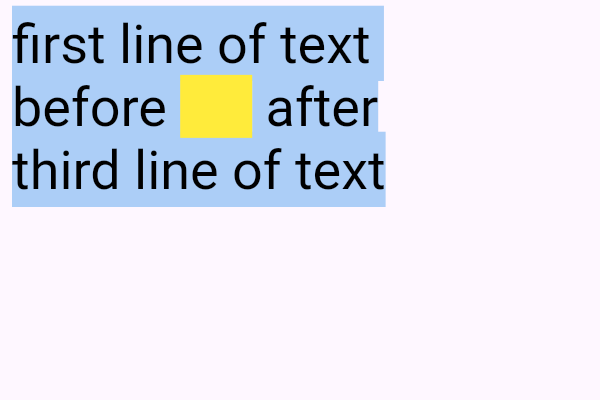 first line of text
before after
third line of text